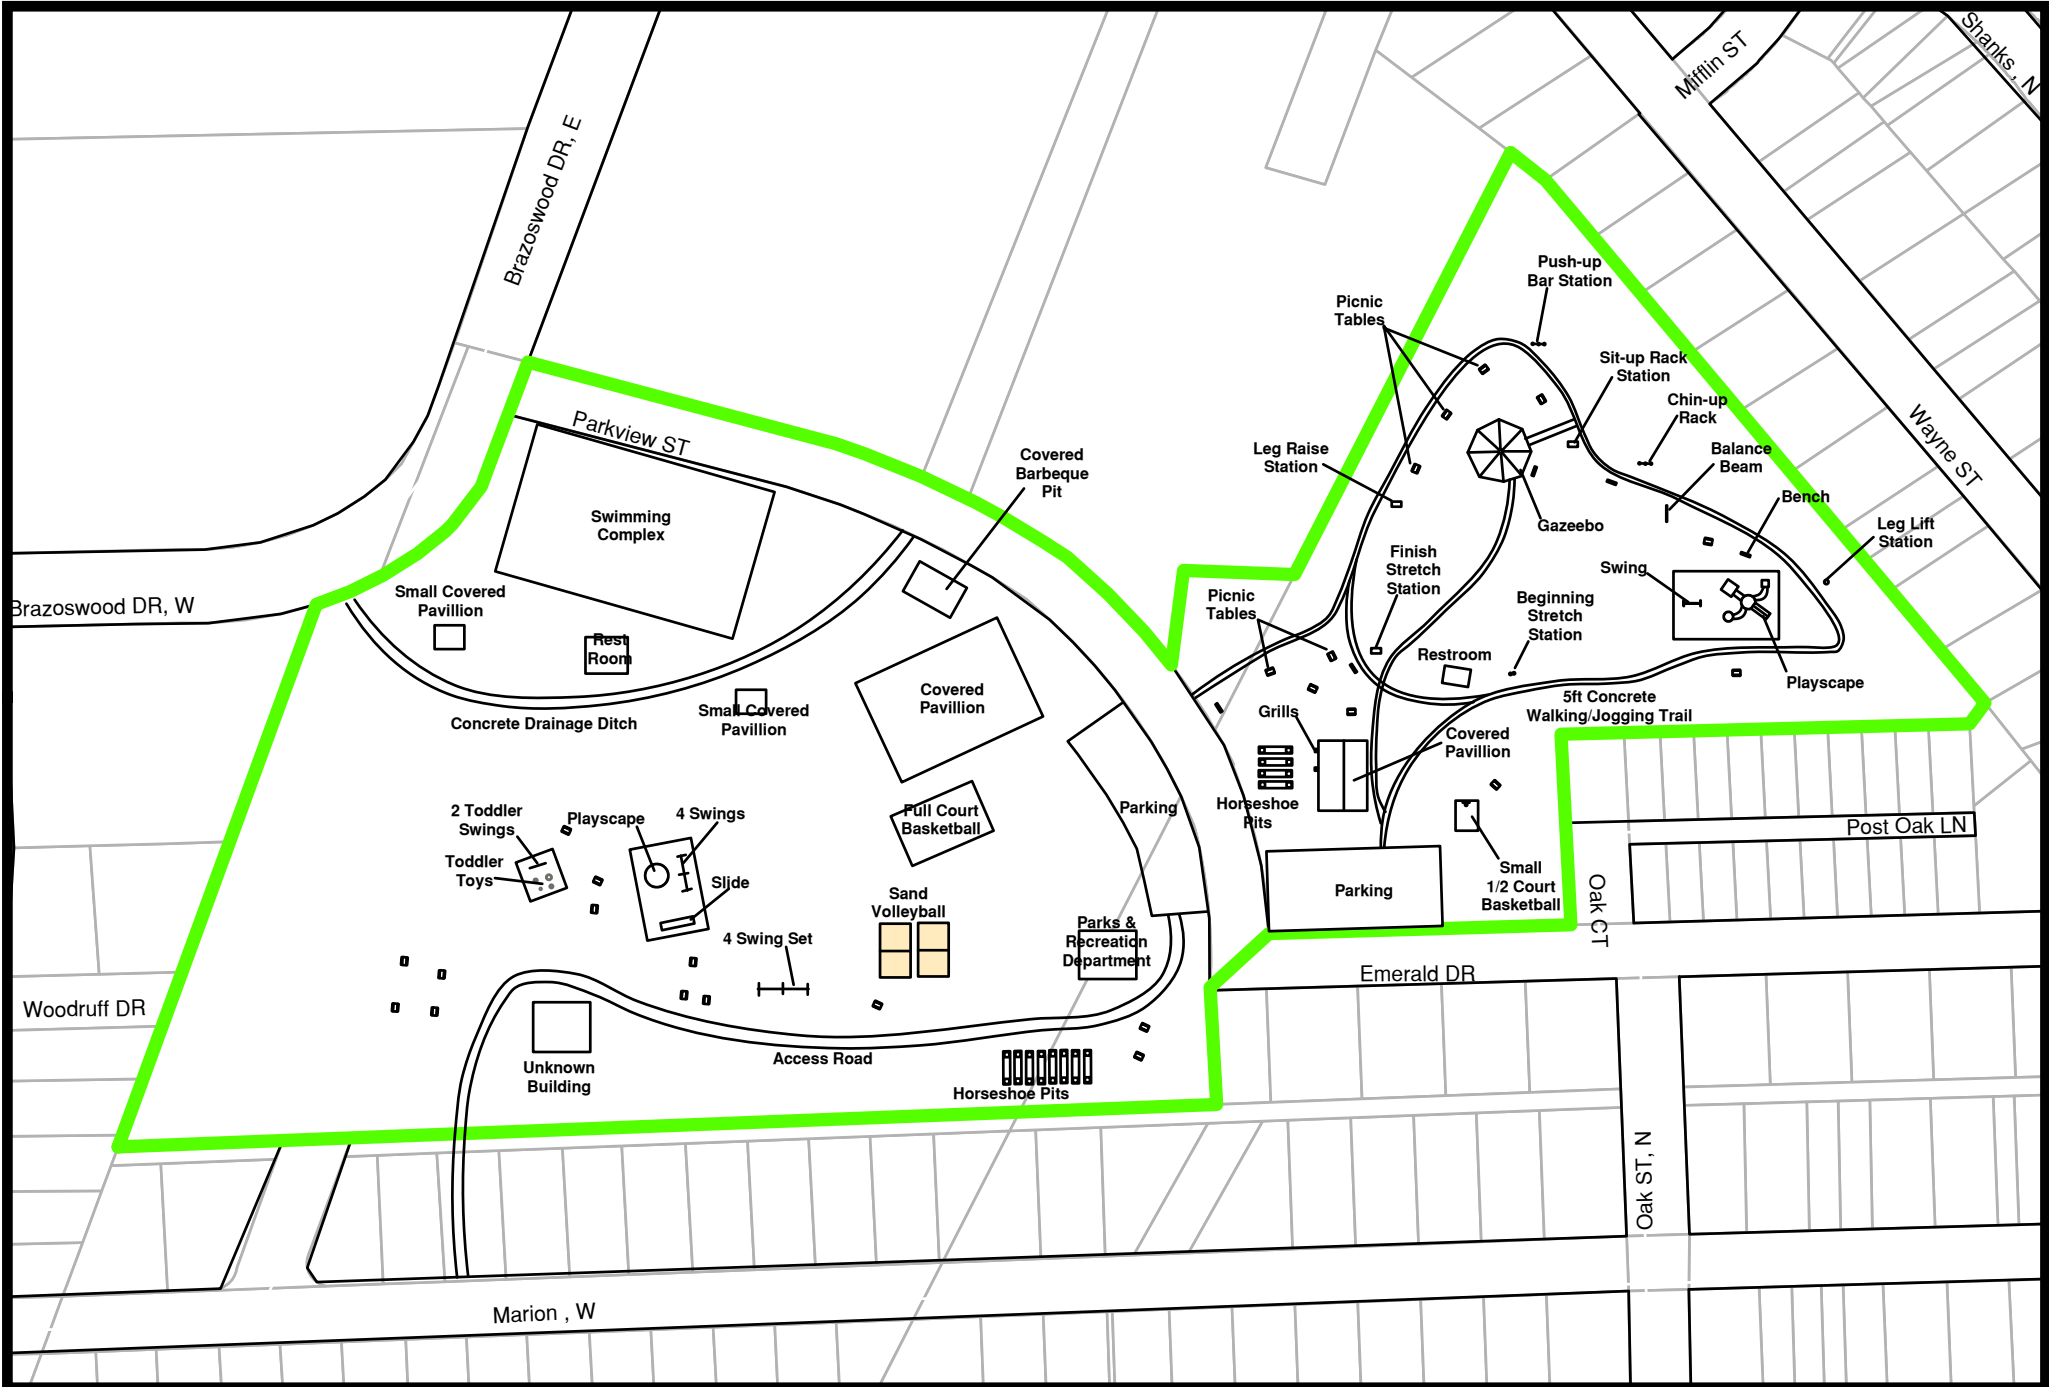 Shanks , N
Mifflin ST
Brazoswood DR, E
Push-up
Bar Station
Picnic
Tables
Sit-up Rack
Station
Chin-up
Rack
Wayne ST
Parkview ST
Balance
Beam
Leg Raise
Station
Covered
Barbeque
Pit
Bench
Swimming
Complex
Gazeebo
Leg Lift
Station
Finish
Stretch
Station
Swing
Brazoswood DR, W
Small Covered
Pavillion
Picnic
Tables
Beginning
Stretch
Station
Rest
Room
Restroom
Playscape
Covered
Pavillion
5ft Concrete
Walking/Jogging Trail
Small Covered
Pavillion
Concrete Drainage Ditch
Grills
Covered
Pavillion
Horseshoe
Pits
2 Toddler
Swings
Playscape
4 Swings
Full Court
Basketball
Parking
Post Oak LN
Toddler
Toys
Slide
Parking
Small
1/2 Court
Basketball
Oak CT
Sand
Volleyball
4 Swing Set
Parks &
Recreation
Department
Emerald DR
Woodruff DR
Access Road
Unknown
Building
Horseshoe Pits
Oak ST, N
Marion , W